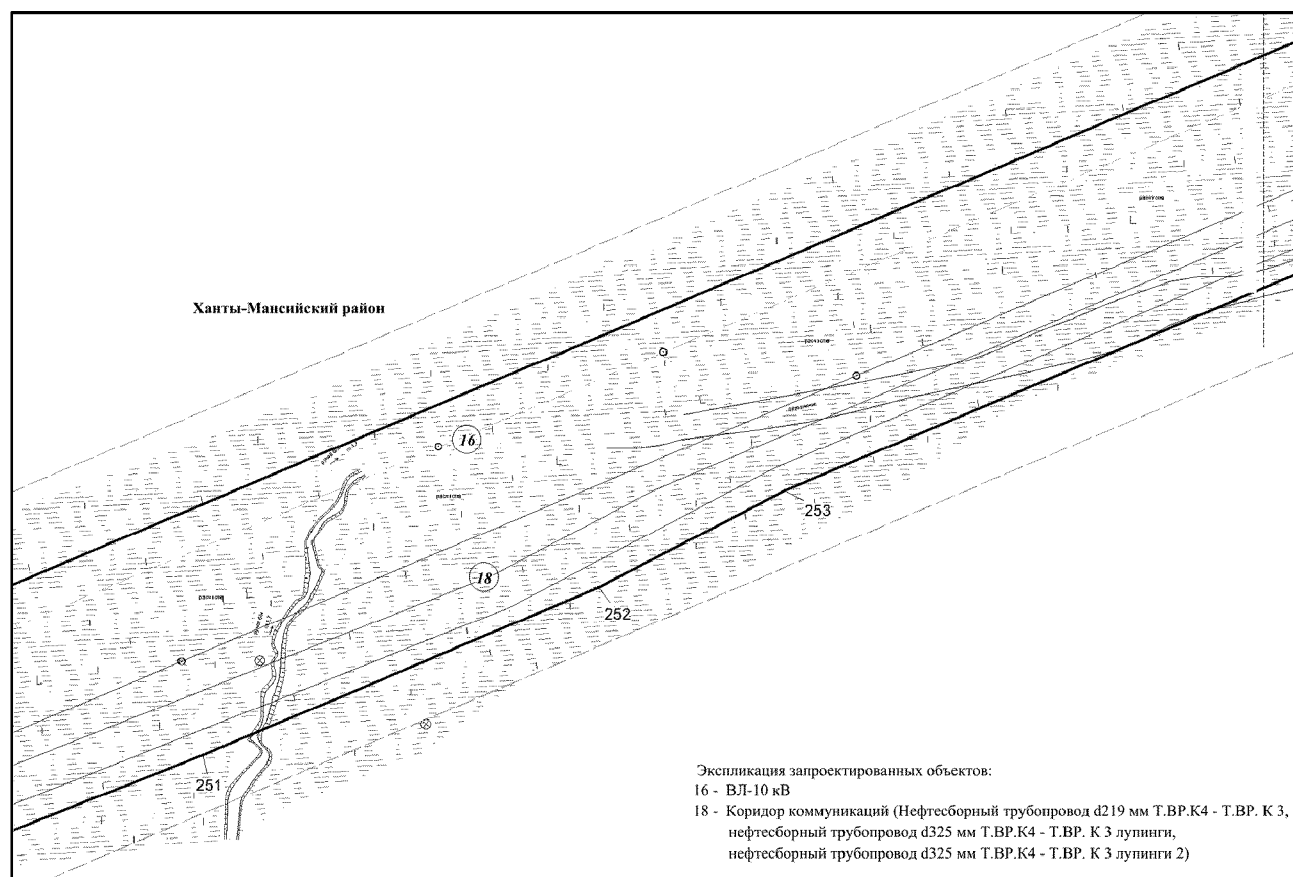 Ханты-Мансийский район
16
18
253
252
251
Экспликация запроектированных объектов:
16 - ВЛ-10 кВ
18 - Коридор коммуникаций (Нефтесборный трубопровод d219 мм Т.ВР.К4 - Т.ВР. К 3,
нефтесборный трубопровод d325 мм Т.ВР.К4 - Т.ВР. К 3 лупинги,
нефтесборный трубопровод d325 мм Т.ВР.К4 - Т.ВР. К 3 лупинги 2)